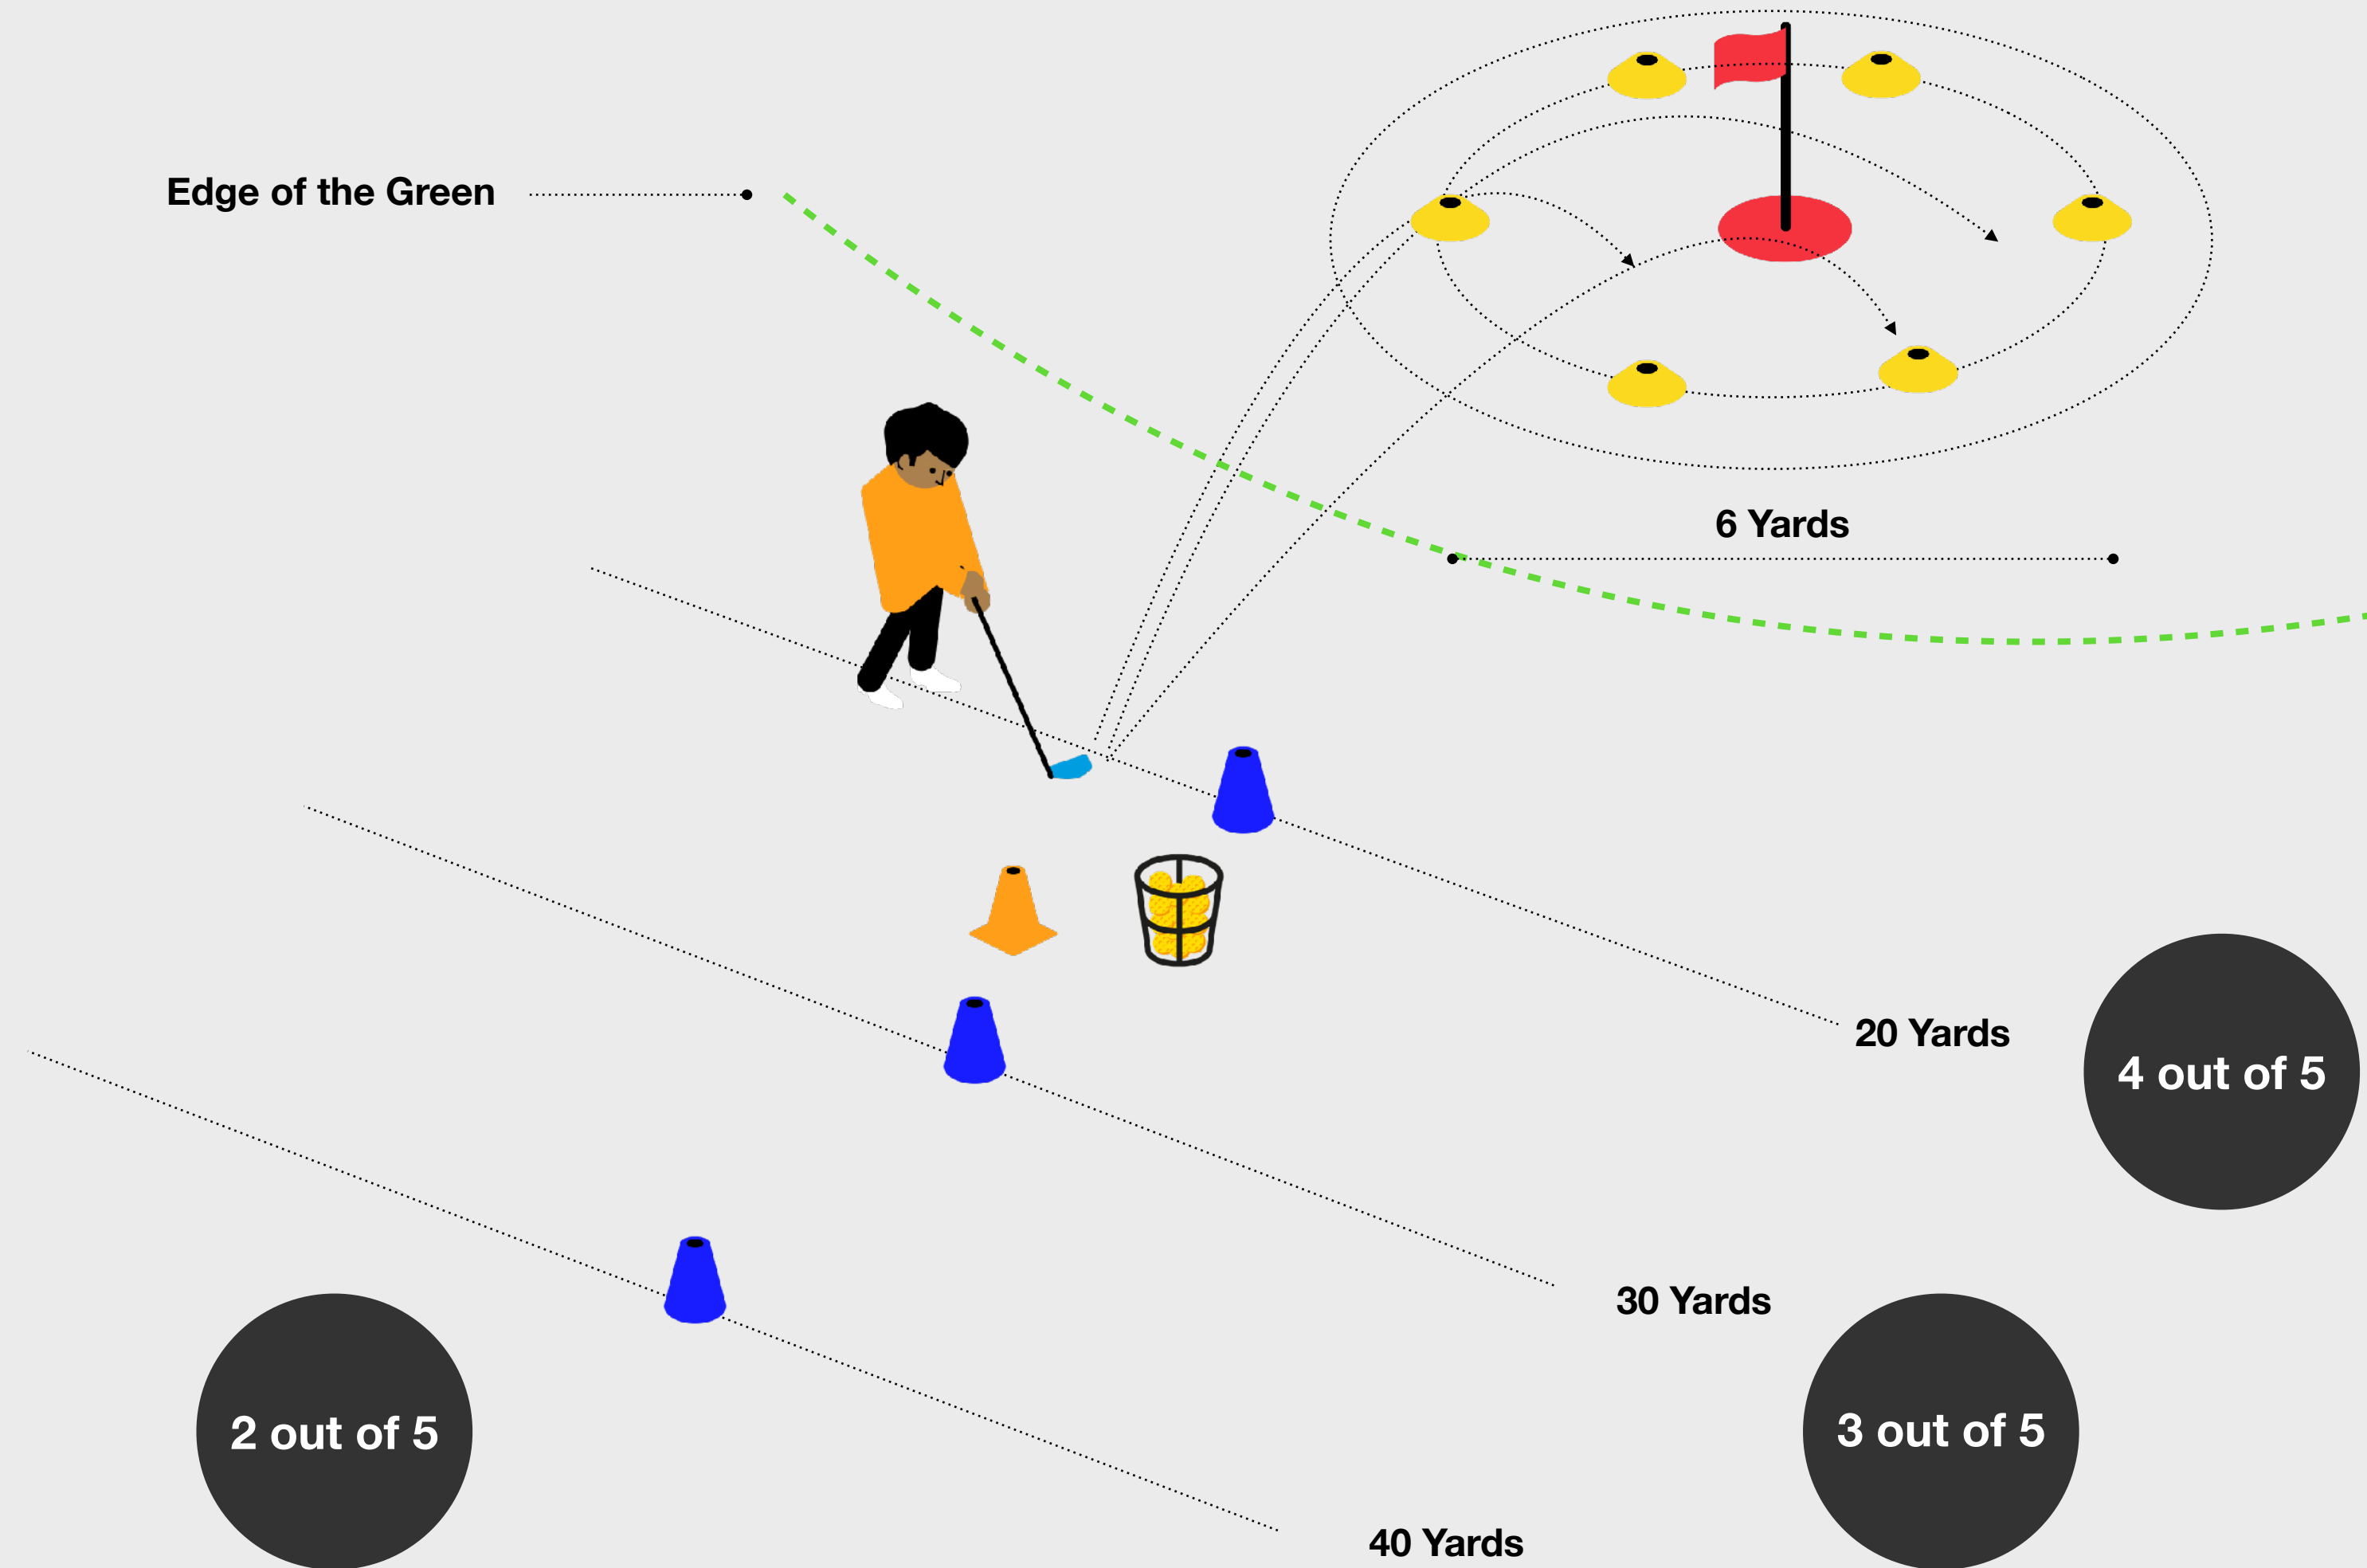 Edge of the Green
6 Yards
20 Yards
4 out of 5
30 Yards
3 out of 5
2 out of 5
40 Yards